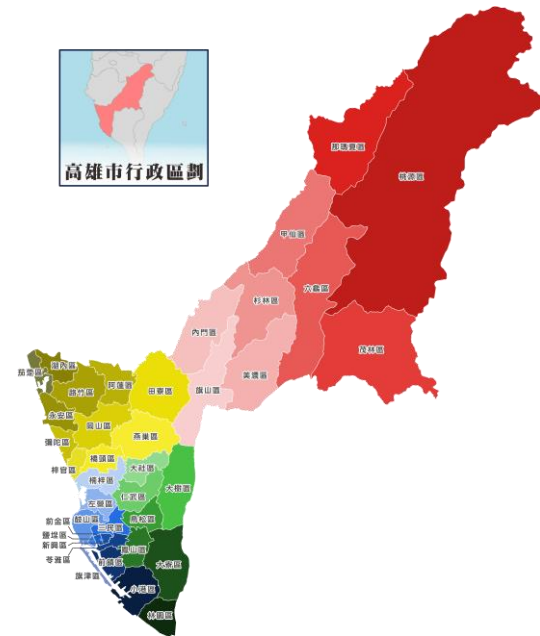 高雄市行政區劃
那瑪夏區
桃源區
甲仙區
六龜區
杉林區
內門區
茂林區
美濃區
旗山區
湖內區
茄萣區
阿蓮區
路竹區
田寮區
永安區
岡山區
彌陀區
燕巢區
橋頭區
梓官區
大社區
楠梓區
大樹區
仁武區
左營區
鳥松區
鼓山區
前金區
三民區
鹽埕區
新興區
鳳山區
苓雅區
前鎮區
大寮區
旗津區
小港區
林園區